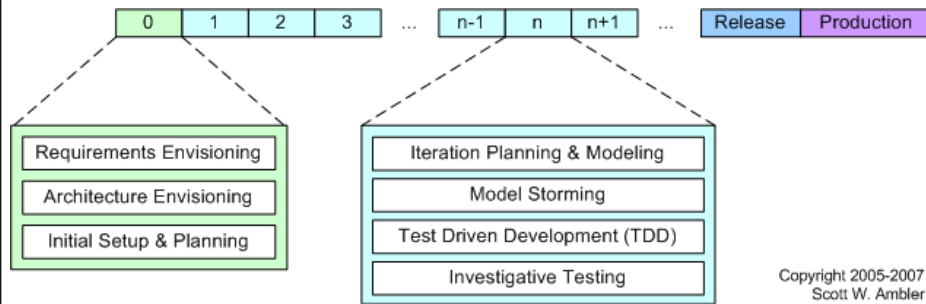 0 1 2 3 ... n-1 n n+1 ... Release Production
Requirements Envisioning
Architecture Envisioning
Initial Setup & Planning
Iteration Planning & Modeling
Model Storming
Test Driven Development (TDD)
Investigative Testing
Copyright 2005-2007
Scott W. Ambler